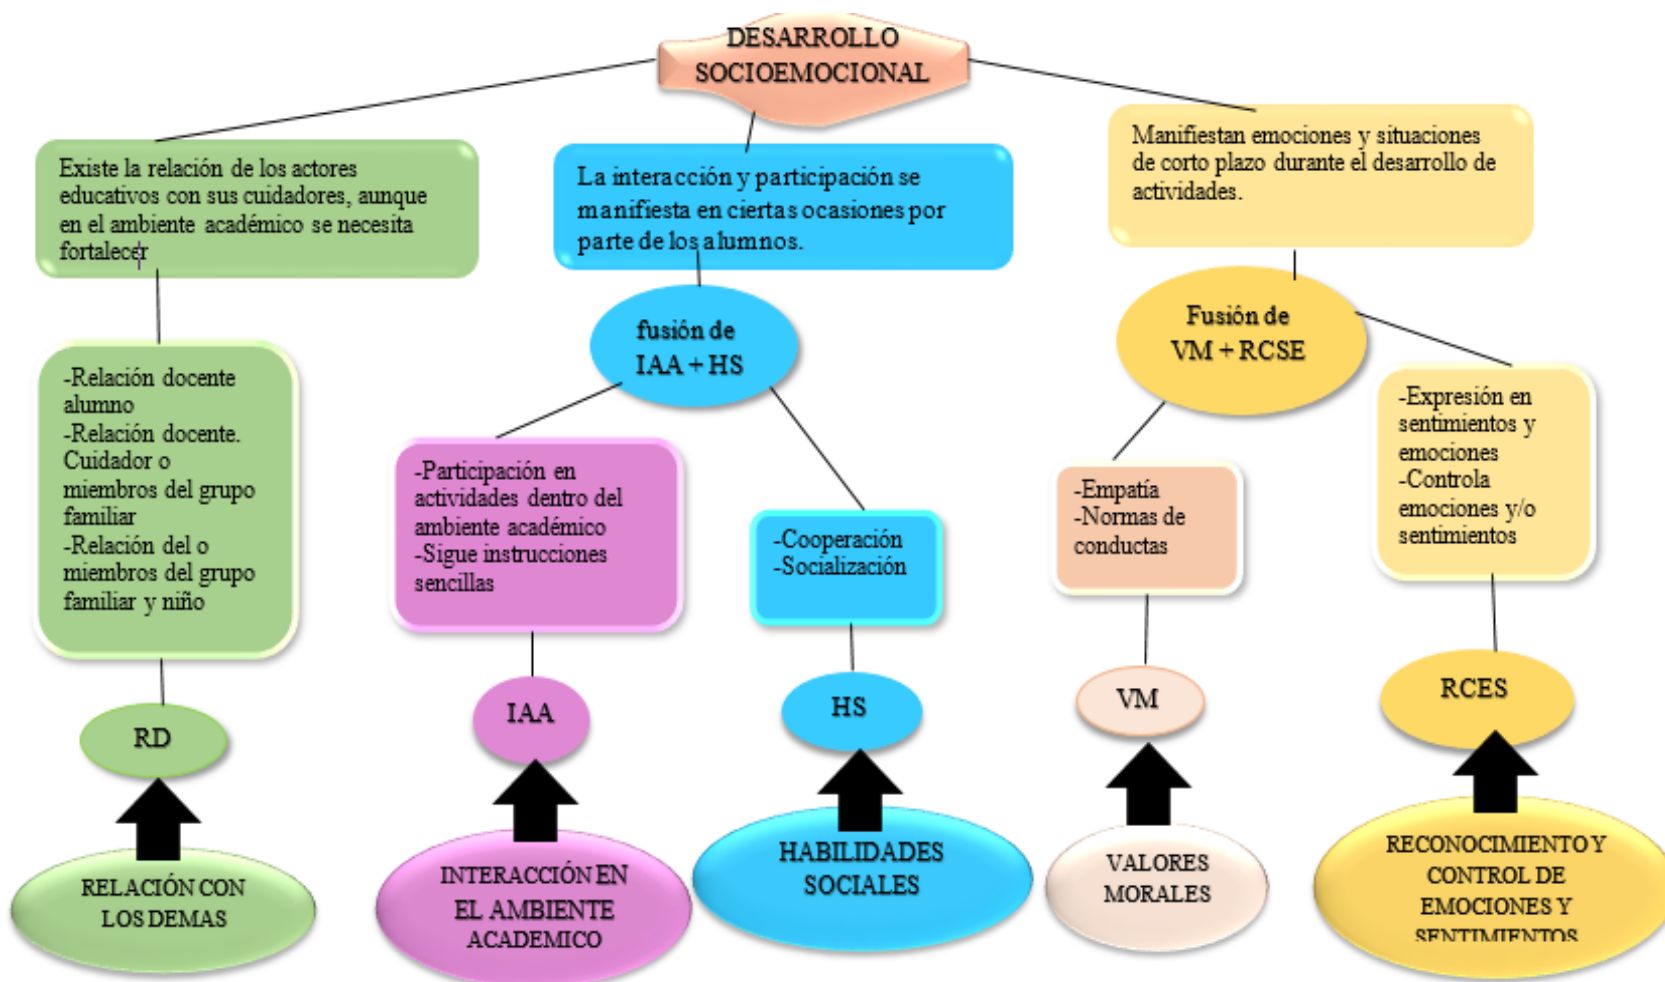 DESARROLLO
SOCIOEMOCIONAL
Existe la relación de los actores
educativos con sus cuidadores, aunque
en el ambiente académico se necesita
fortalecer
La interacción y participación se
manifiesta en ciertas ocasiones por
parte de los alumnos.
Manifiestan emociones y situaciones
de corto plazo durante el desarrollo de
actividades.
fusión de
IAA + HS
Fusión de
VM + RCSE
-Relación docente
alumno
-Relación docente.
Cuidador o
miembros del grupo
familiar
-Relación del o
miembros del grupo
familiar y niño
-Participación en
actividades dentro del
ambiente académico
-Sigue instrucciones
sencillas
-Cooperación
-Socialización
-Empatía
-Normas de
conductas
-Expresión en
sentimientos y
emociones
-Controla
emociones y/o
sentimientos
RD
IAA
HS
VM
RCES
RELACIÓN CON
LOS DEMAS
INTERACCIÓN EN
EL AMBIENTE
ACADEMICO
HABILIDADES
SOCIALES
VALORES
MORALES
RECONOCIMIENTO Y
CONTROL DE
EMOCIONES Y
SENTIMIENTOS